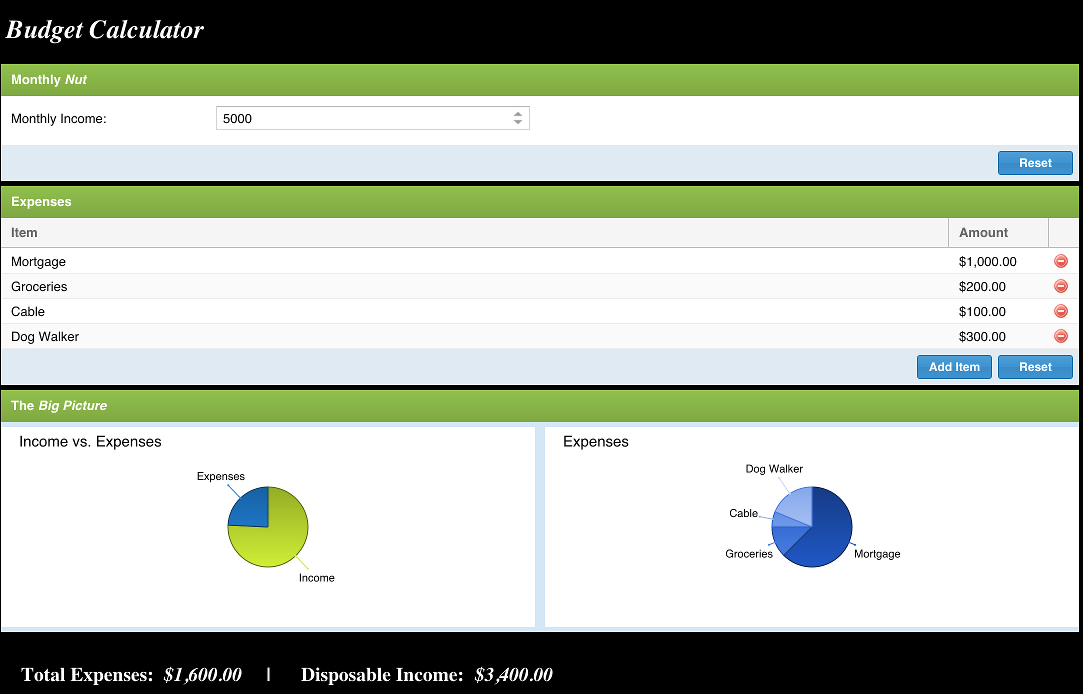 Budget Calculator
Monthly Nut
Monthly Income: 5000
Reset
Expenses
Item Amount
Mortgage $1,000.00
Groceries $200.00
Cable $100.00
Dog Walker $300.00
Add Item Reset
The Big Picture
Income vs. Expenses
Expenses
Income
Expenses
Dog Walker
Cable
Groceries
Mortgage
Total Expenses: $1,600.00 | Disposable Income: $3,400.00